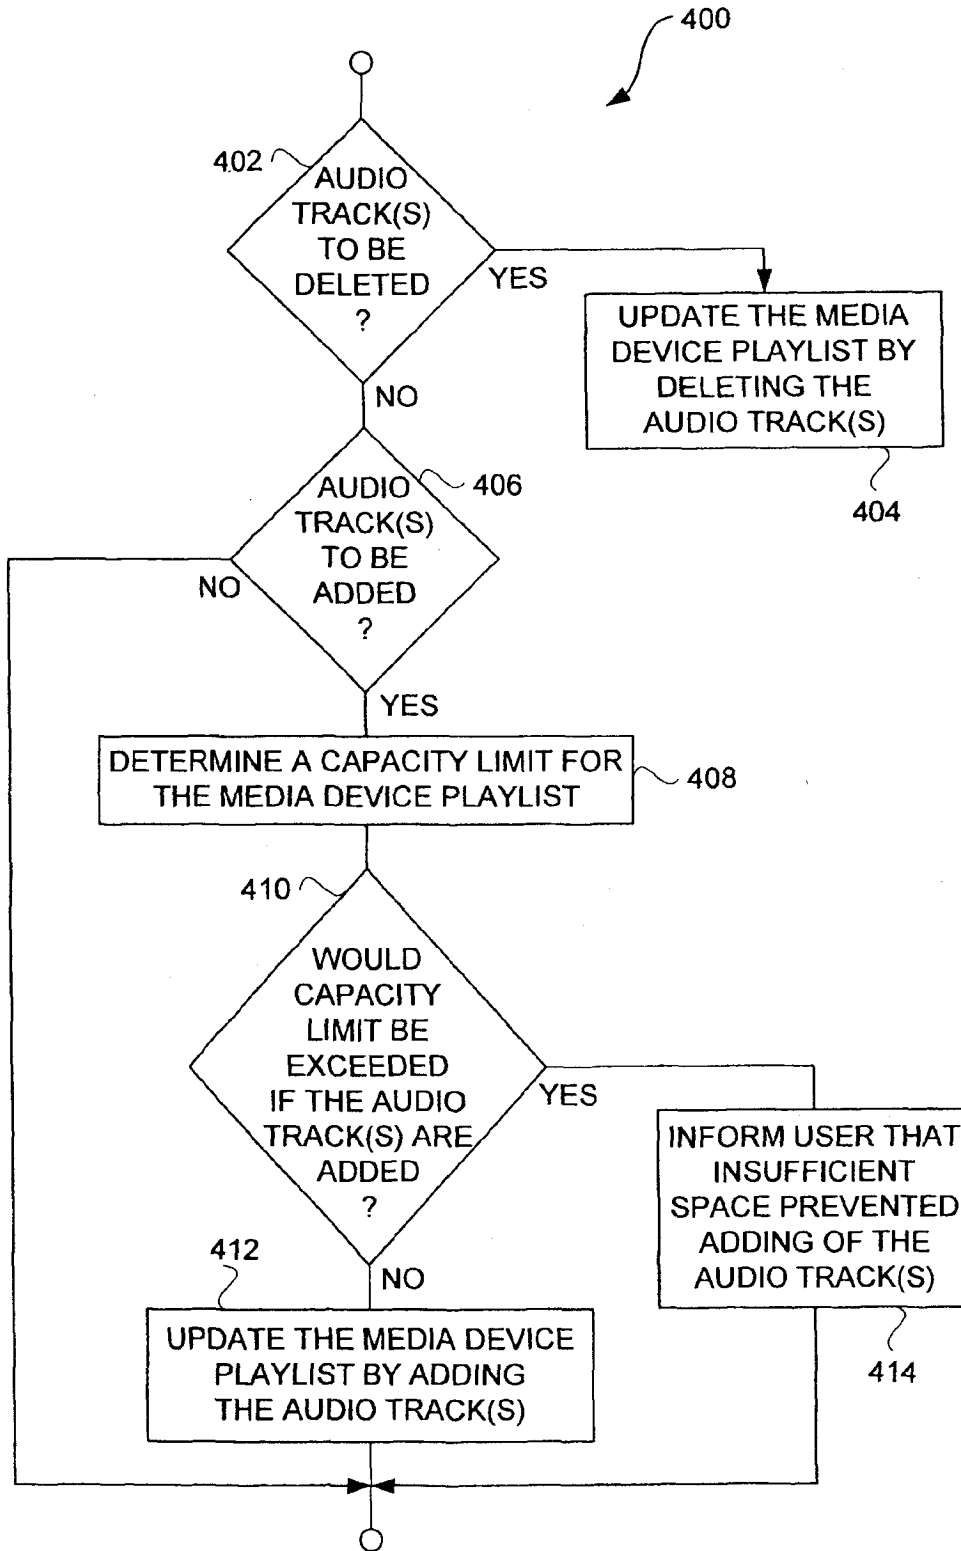 400
402
AUDIO
TRACK(S)
TO BE
DELETED
?
YES
UPDATE THE MEDIA
DEVICE PLAYLIST BY
DELETING THE
AUDIO TRACK(S)
404
NO
406
AUDIO
TRACK(S)
TO BE
ADDED
?
NO
YES
DETERMINE A CAPACITY LIMIT FOR
THE MEDIA DEVICE PLAYLIST
408
410
WOULD
CAPACITY
LIMIT BE
EXCEEDED
IF THE AUDIO
TRACK(S) ARE
ADDED
?
YES
INFORM USER THAT
INSUFFICIENT
SPACE PREVENTED
ADDING OF THE
AUDIO TRACK(S)
414
NO
412
UPDATE THE MEDIA DEVICE
PLAYLIST BY ADDING
THE AUDIO TRACK(S)